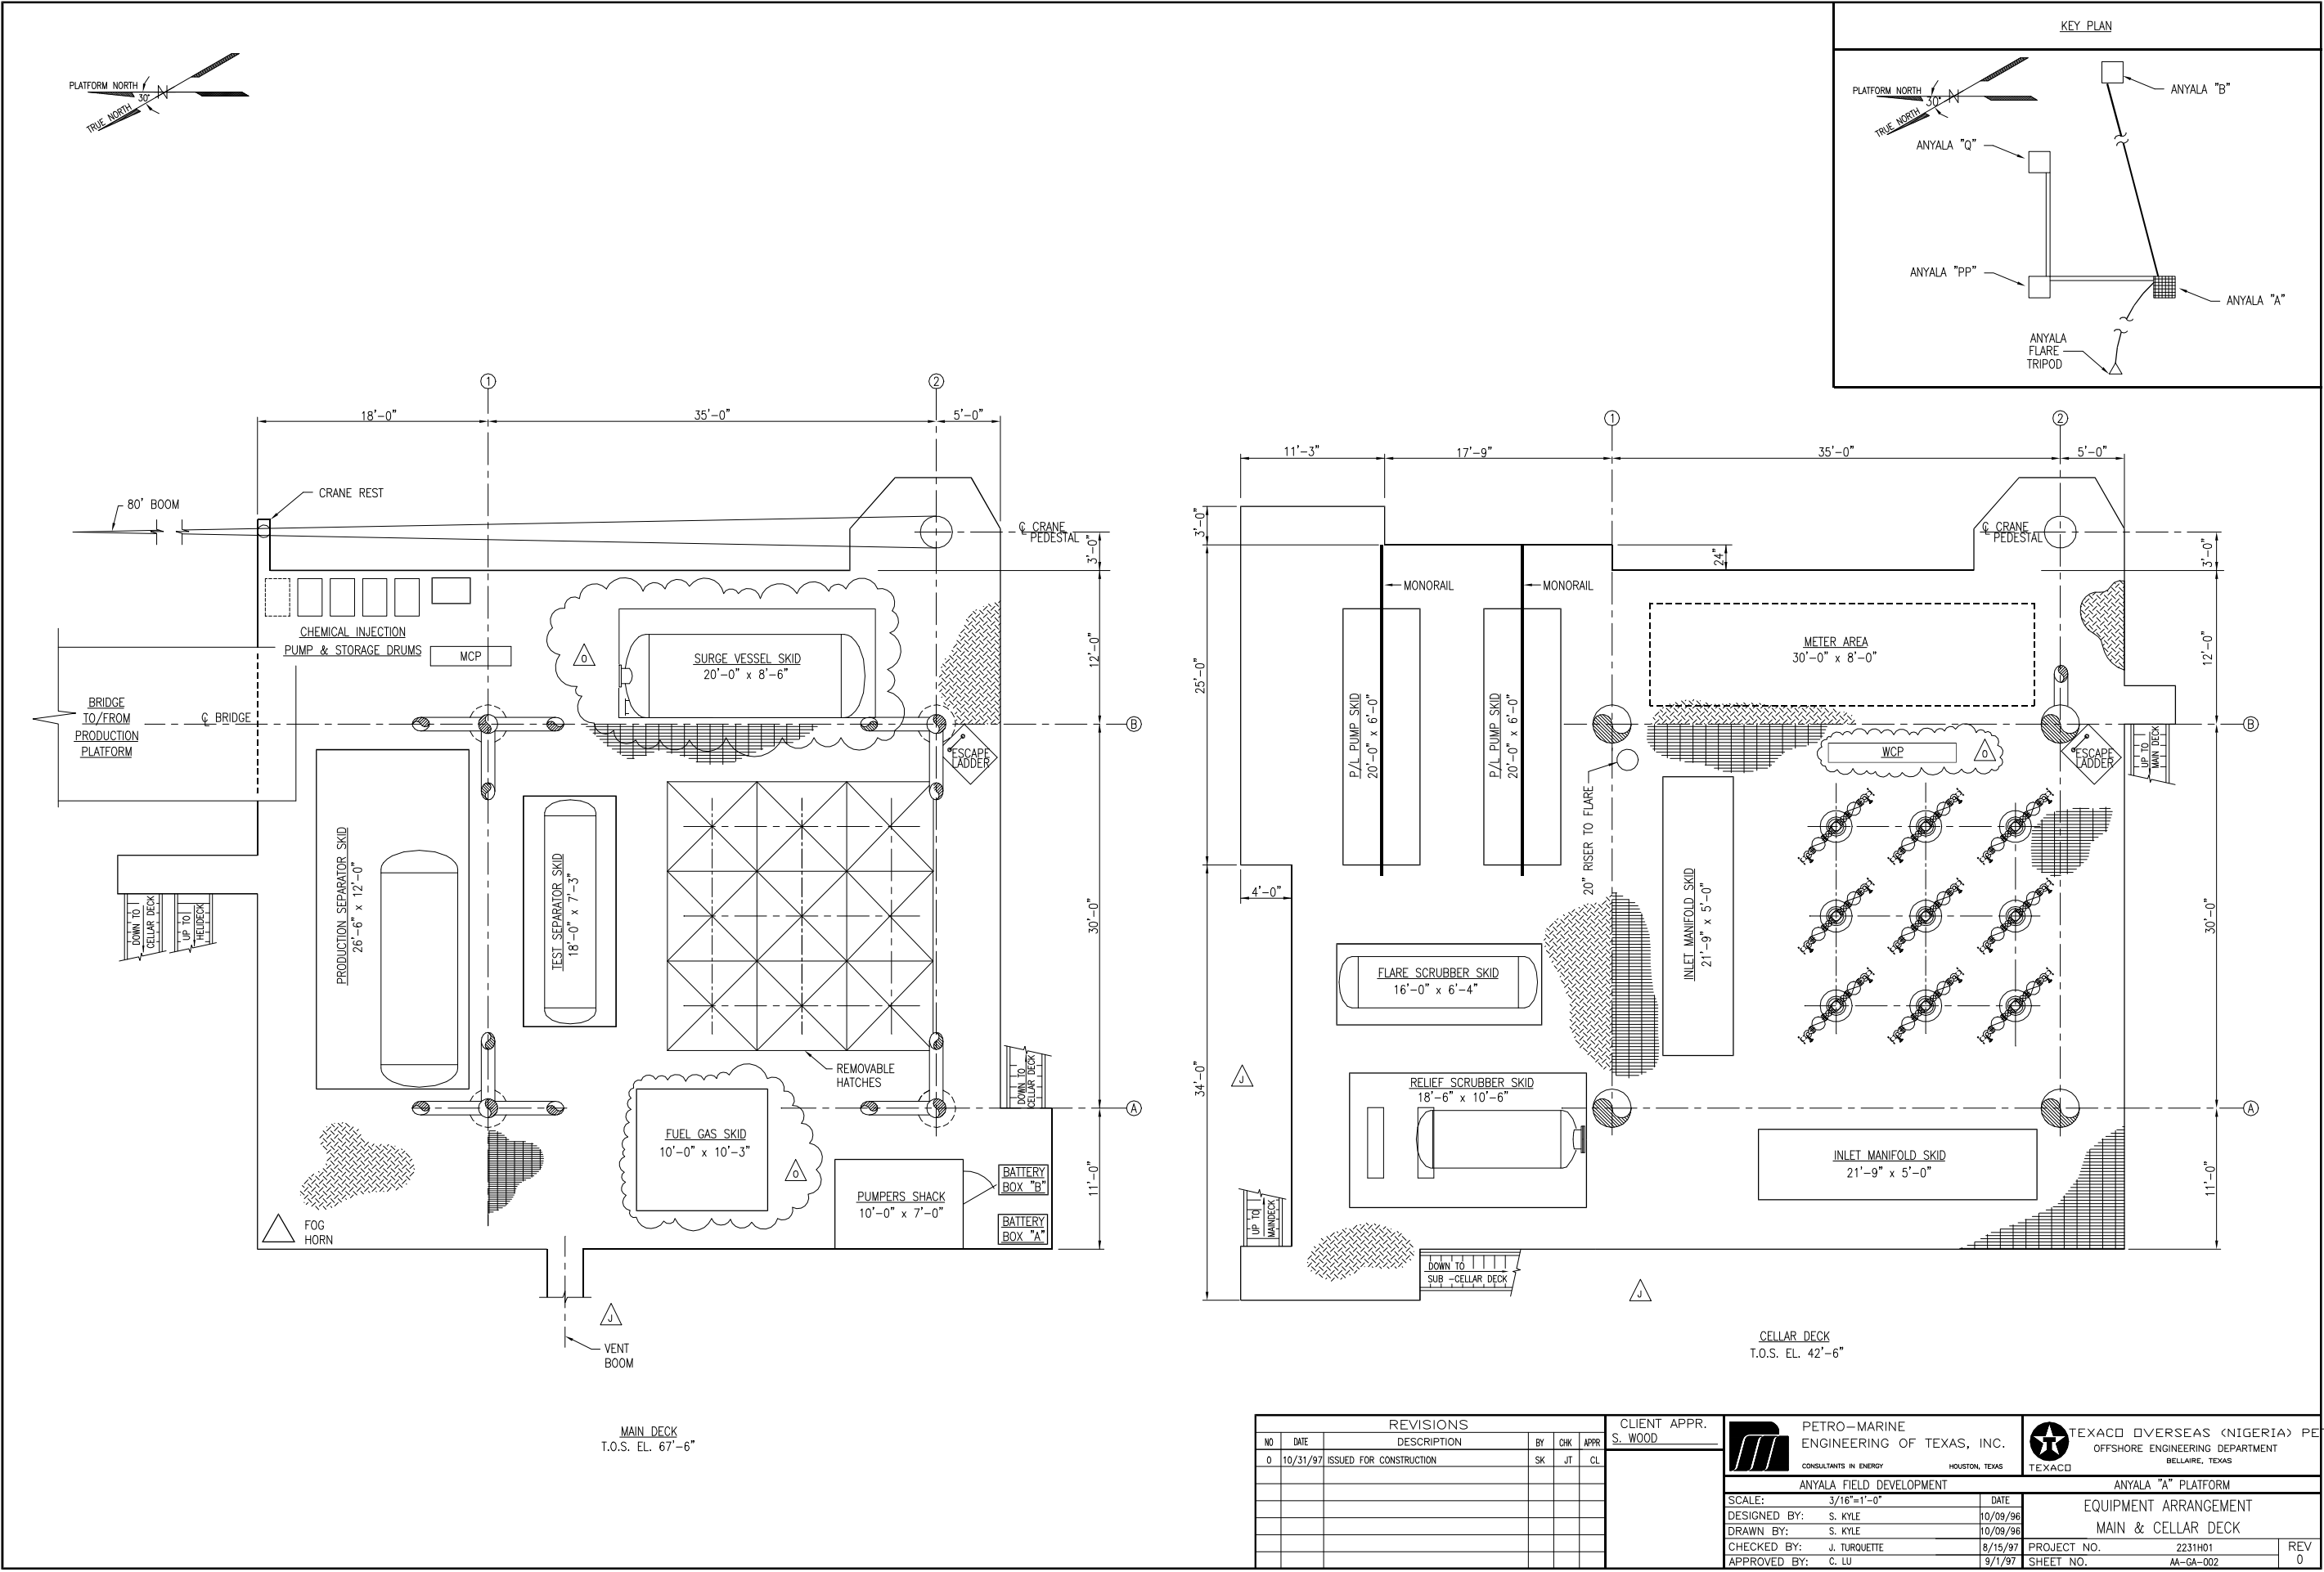 PLATFORM NORTH
30°
N
TRUE NORTH
KEY PLAN
PLATFORM NORTH
30°
N
TRUE NORTH
ANYALA "B"
ANYALA "Q"
ANYALA "PP"
ANYALA "A"
ANYALA
FLARE
TRIPOD
1
2
18'-0"
35'-0"
5'-0"
80' BOOM
CRANE REST
℄ CRANE
PEDESTAL
3'-0"
12'-0"
30'-0"
11'-0"
CHEMICAL INJECTION
PUMP & STORAGE DRUMS
MCP
0
SURGE VESSEL SKID
20'-0" x 8'-6"
BRIDGE
TO/FROM
PRODUCTION
PLATFORM
℄ BRIDGE
B
ESCAPE
LADDER
PRODUCTION SEPARATOR SKID
26'-6" x 12'-0"
TEST SEPARATOR SKID
18'-0" x 7'-3"
DOWN TO
CELLAR DECK
UP TO
HELIDECK
REMOVABLE
HATCHES
DOWN TO
CELLAR DECK
A
FUEL GAS SKID
10'-0" x 10'-3"
0
PUMPERS SHACK
10'-0" x 7'-0"
BATTERY
BOX "B"
BATTERY
BOX "A"
FOG
HORN
J
VENT
BOOM
MAIN DECK
T.O.S. EL. 67'-6"
1
2
11'-3"
17'-9"
35'-0"
5'-0"
3'-0"
25'-0"
34'-0"
4'-0"
24"
℄ CRANE
PEDESTAL
3'-0"
12'-0"
30'-0"
11'-0"
MONORAIL
MONORAIL
METER AREA
30'-0" x 8'-0"
P/L PUMP SKID
20'-0" x 6'-0"
P/L PUMP SKID
20'-0" x 6'-0"
WCP
0
B
ESCAPE
LADDER
UP TO
MAIN DECK
20" RISER TO FLARE
INLET MANIFOLD SKID
21'-9" x 5'-0"
FLARE SCRUBBER SKID
16'-0" x 6'-4"
J
RELIEF SCRUBBER SKID
18'-6" x 10'-6"
A
INLET MANIFOLD SKID
21'-9" x 5'-0"
UP TO
MAINDECK
DOWN TO
SUB -CELLAR DECK
J
CELLAR DECK
T.O.S. EL. 42'-6"
REVISIONS
NO DATE DESCRIPTION BY CHK APPR
0 10/31/97 ISSUED FOR CONSTRUCTION SK JT CL
CLIENT APPR.
S. WOOD
PETRO-MARINE
ENGINEERING OF TEXAS, INC.
CONSULTANTS IN ENERGY HOUSTON, TEXAS
TEXACO
TEXACO OVERSEAS (NIGERIA) PE
OFFSHORE ENGINEERING DEPARTMENT
BELLAIRE, TEXAS
ANYALA FIELD DEVELOPMENT
ANYALA "A" PLATFORM
SCALE: 3/16"=1'-0" DATE
DESIGNED BY: S. KYLE 10/09/96
DRAWN BY: S. KYLE 10/09/96
CHECKED BY: J. TURQUETTE 8/15/97
APPROVED BY: C. LU 9/1/97
EQUIPMENT ARRANGEMENT
MAIN & CELLAR DECK
PROJECT NO. 2231H01
SHEET NO. AA-GA-002
REV
0